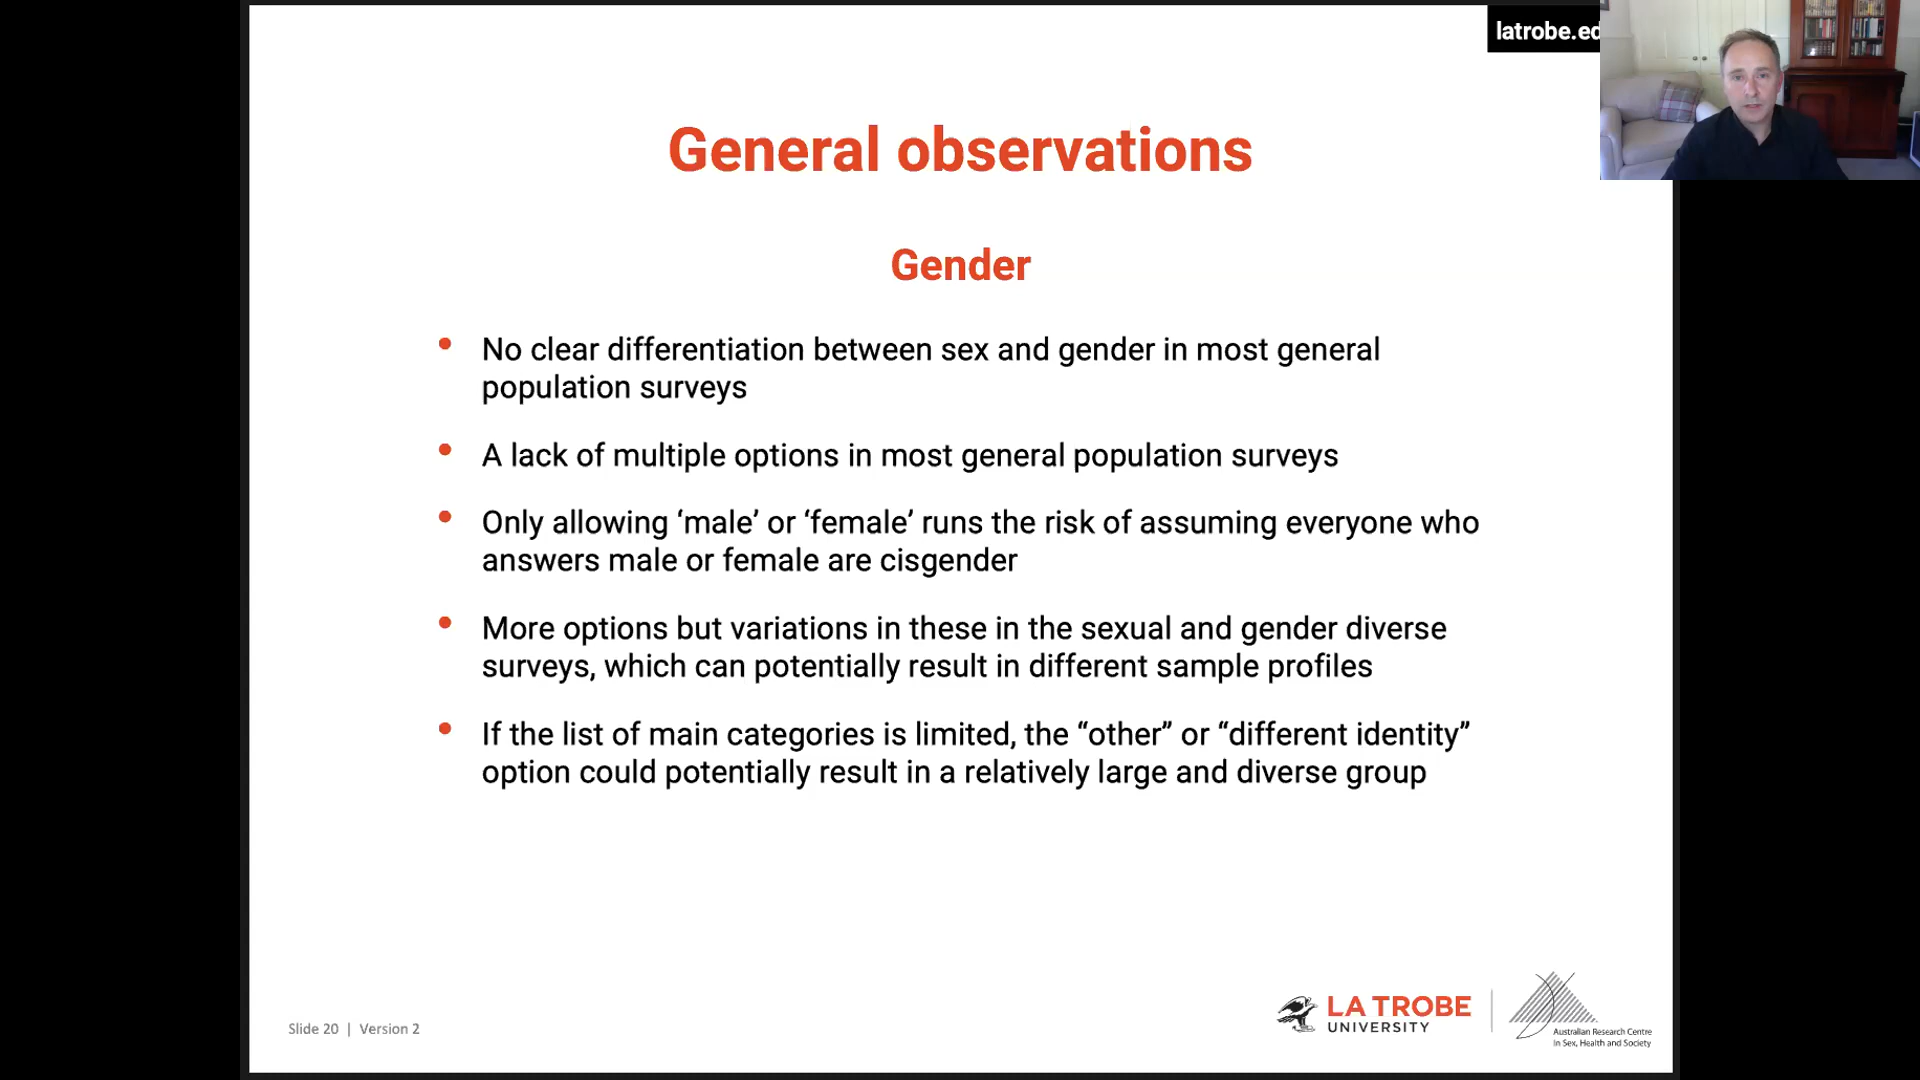 latrobe.ed
General observations
Gender
• No clear differentiation between sex and gender in most general
population surveys
• A lack of multiple options in most general population surveys
• Only allowing ‘male’ or ‘female’ runs the risk of assuming everyone who
answers male or female are cisgender
• More options but variations in these in the sexual and gender diverse
surveys, which can potentially result in different sample profiles
• If the list of main categories is limited, the “other” or “different identity”
option could potentially result in a relatively large and diverse group
Slide 20 | Version 2
LA TROBE
UNIVERSITY
Australian Research Centre
in Sex, Health and Society